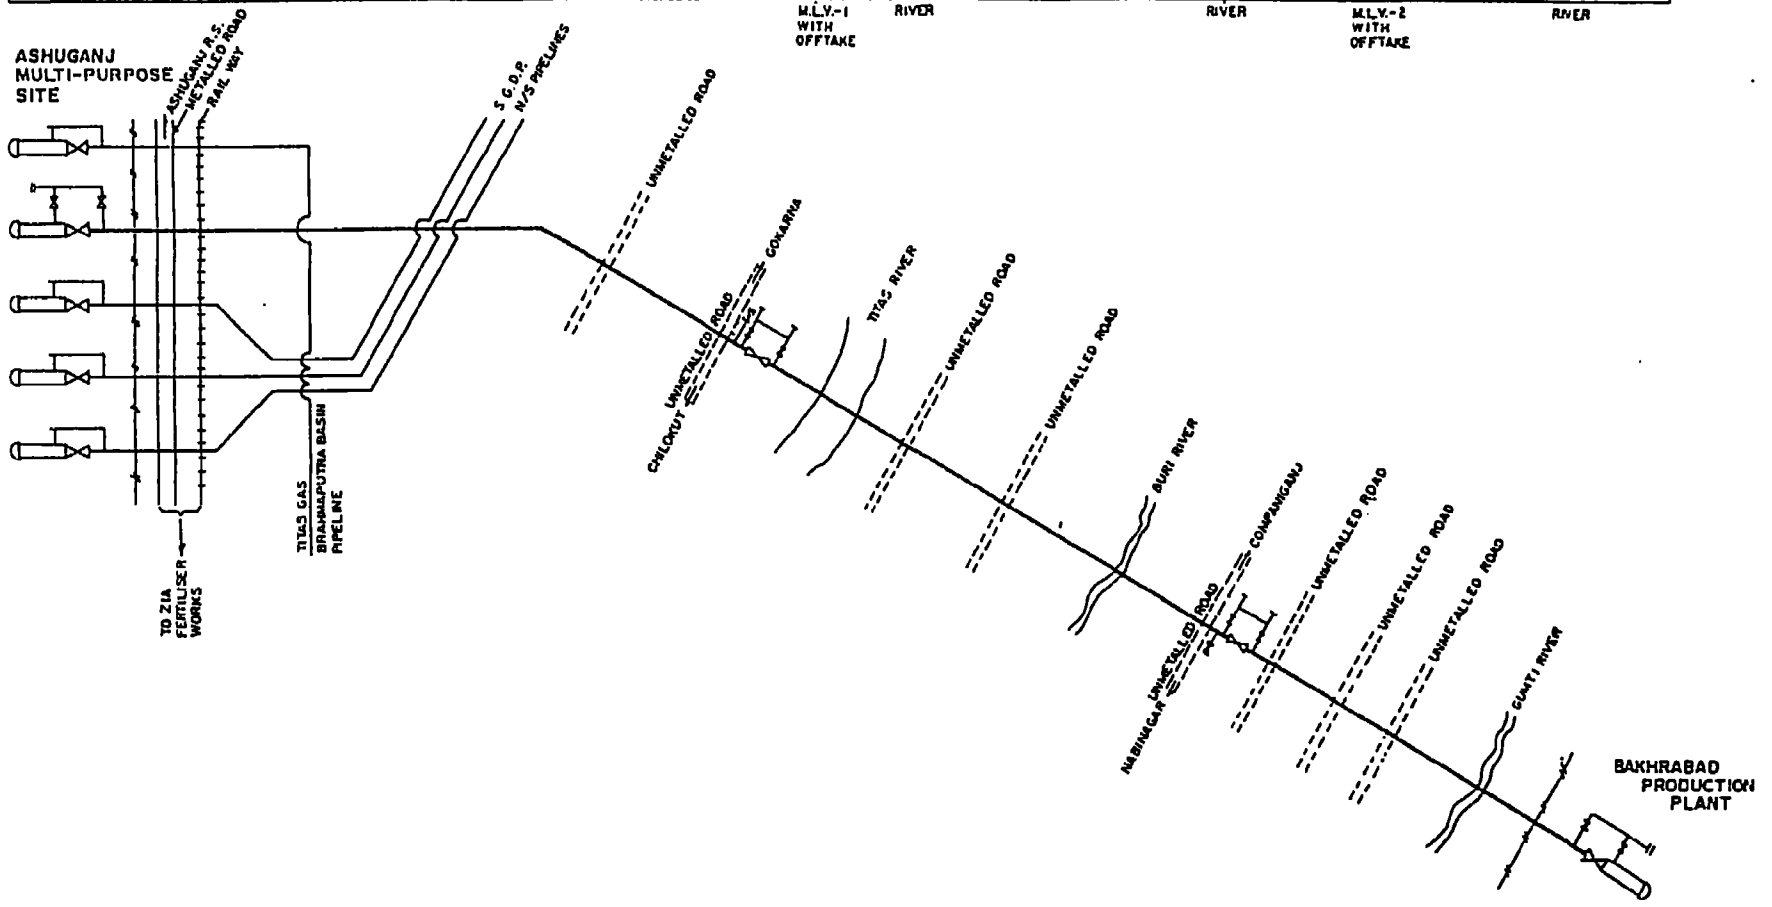 M.L.V.-1
WITH
OFFTAKE
RIVER
RIVER
M.L.V.-2
WITH
OFFTAKE
RIVER
ASHUGANJ
MULTI-PURPOSE
SITE
ASHUGANJ R.S.
METALLED ROAD
RAIL WAY
S G.D.P.
N/S PIPELINES
UNMETALLED ROAD
GOKARNA
UNMETALLED ROAD
CHILOKUT
TITAS RIVER
UNMETALLED ROAD
UNMETALLED ROAD
BURI RIVER
COMPANIGANJ
UNMETALLED ROAD
NABINAGAR
UNMETALLED ROAD
UNMETALLED ROAD
UNMETALLED ROAD
GUMTI RIVER
TITAS GAS
BRAHMAPUTRA BASIN
PIPELINE
TO ZIA
FERTILISER
WORKS
BAKHRABAD
PRODUCTION
PLANT